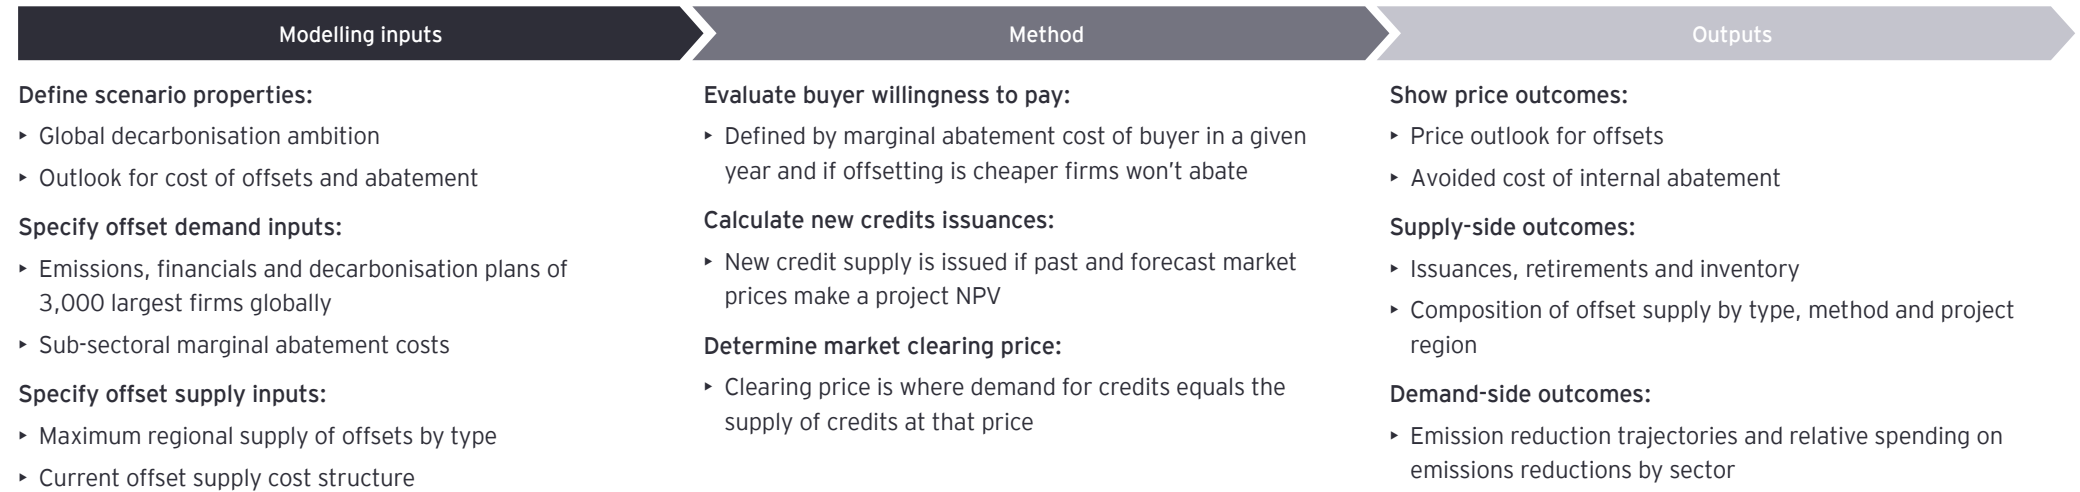 Modelling inputs
Define scenario properties:
‣ Global decarbonisation ambition
‣ Outlook for cost of offsets and abatement
Specify offset demand inputs:
‣ Emissions, financials and decarbonisation plans of
3,000 largest firms globally
‣ Sub-sectoral marginal abatement costs
Specify offset supply inputs:
‣ Maximum regional supply of offsets by type
‣ Current offset supply cost structure
Method
Evaluate buyer willingness to pay:
‣ Defined by marginal abatement cost of buyer in a given
year and if offsetting is cheaper firms won't abate
Calculate new credits issuances:
‣ New credit supply is issued if past and forecast market
prices make a project NPV
Determine market clearing price:
‣ Clearing price is where demand for credits equals the
supply of credits at that price
Outputs
Show price outcomes:
‣ Price outlook for offsets
‣ Avoided cost of internal abatement
Supply-side outcomes:
‣ Issuances, retirements and inventory
‣ Composition of offset supply by type, method and project
region
Demand-side outcomes:
‣ Emission reduction trajectories and relative spending on
emissions reductions by sector